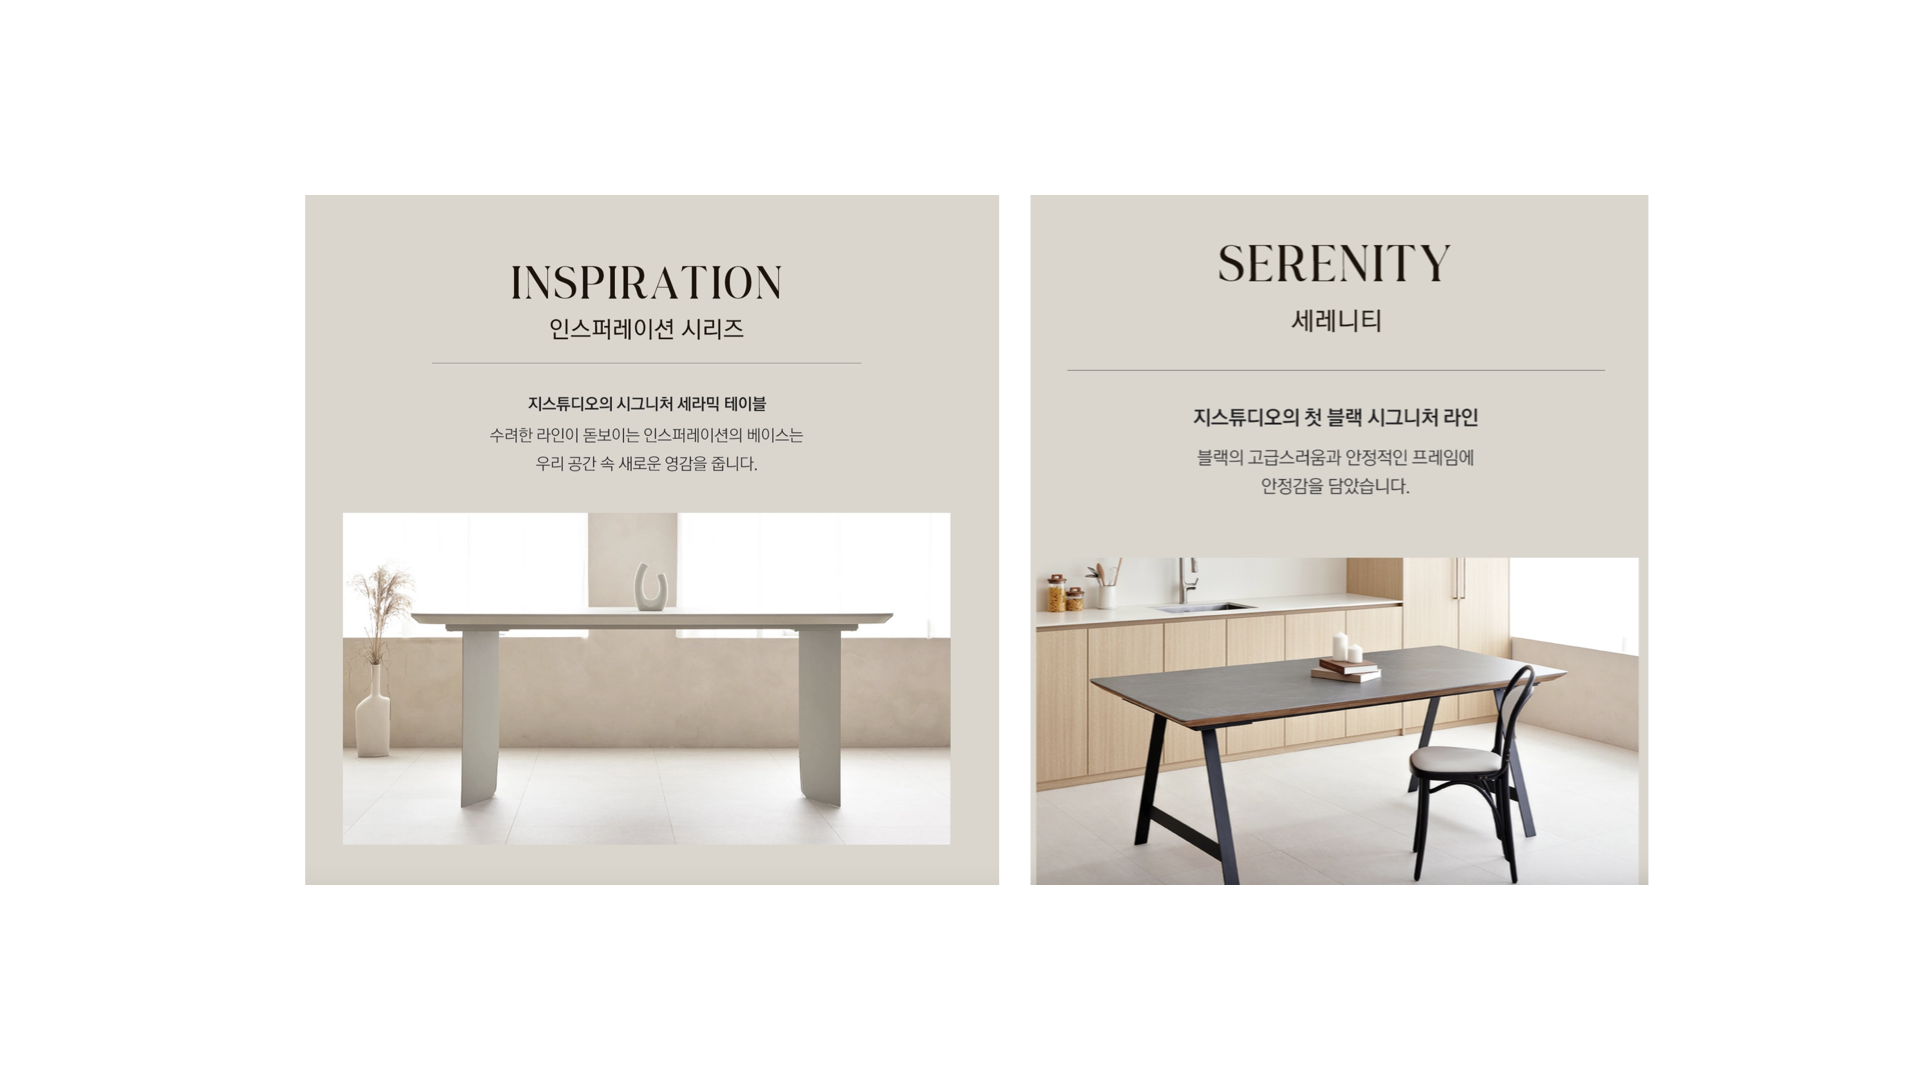 INSPIRATION
인스퍼레이션 시리즈
지스튜디오의 시그니처 세라믹 테이블
수려한 라인이 돋보이는 인스퍼레이션의 베이스는
우리 공간 속 새로운 영감을 줍니다.
SERENITY
세레니티
지스튜디오의 첫 블랙 시그니처 라인
블랙의 고급스러움과 안정적인 프레임에
안정감을 담았습니다.